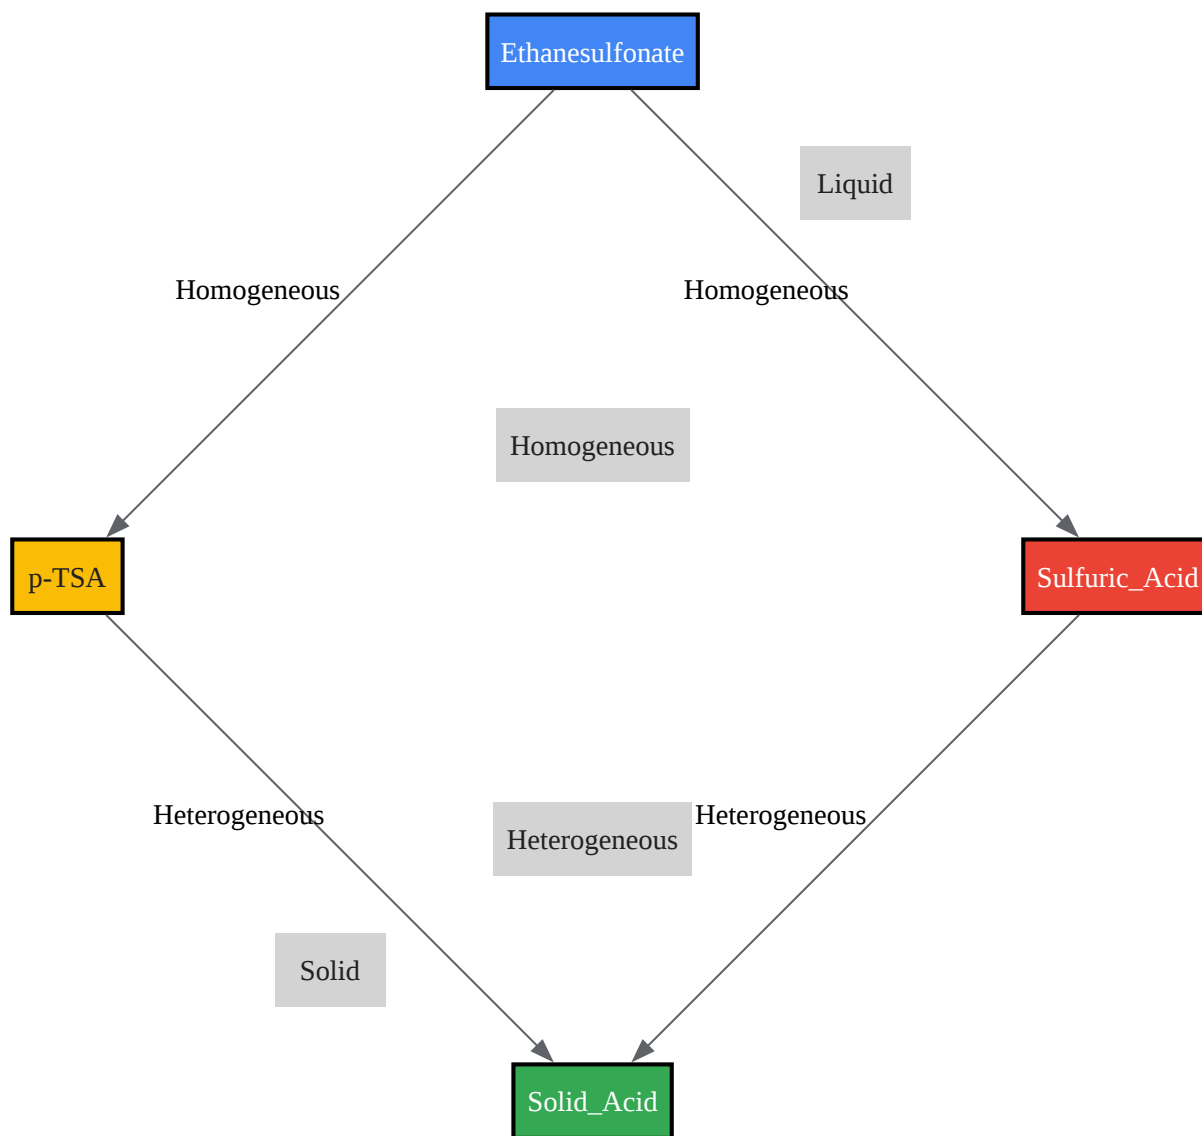 Ethanesulfonate
Liquid
Homogeneous
Homogeneous
Homogeneous
p-TSA
Sulfuric_Acid
Heterogeneous
Heterogeneous
Heterogeneous
Solid
Solid_Acid